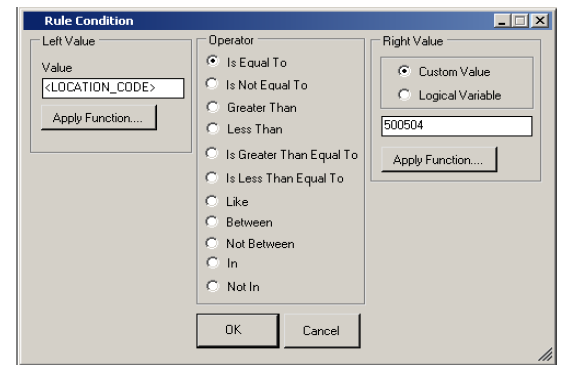 Rule Condition
Left Value
Value
<LOCATION_CODE>
Apply Function....
Operator
Is Equal To
Is Not Equal To
Greater Than
Less Than
Is Greater Than Equal To
Is Less Than Equal To
Like
Between
Not Between
In
Not In
Right Value
Custom Value
Logical Variable
500504
Apply Function....
OK
Cancel